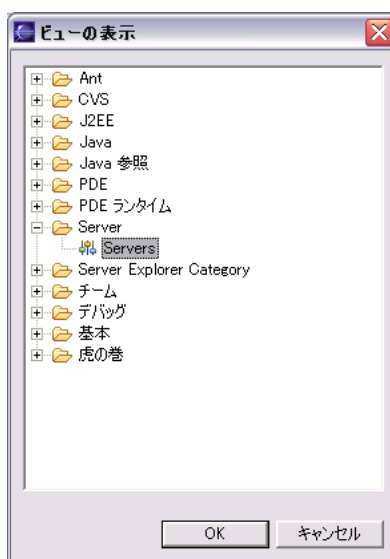 ビューの表示
Ant
CVS
J2EE
Java
Java 参照
PDE
PDE ランタイム
Server
Servers
Server Explorer Category
チーム
デバッグ
基本
虎の巻
OK
キャンセル